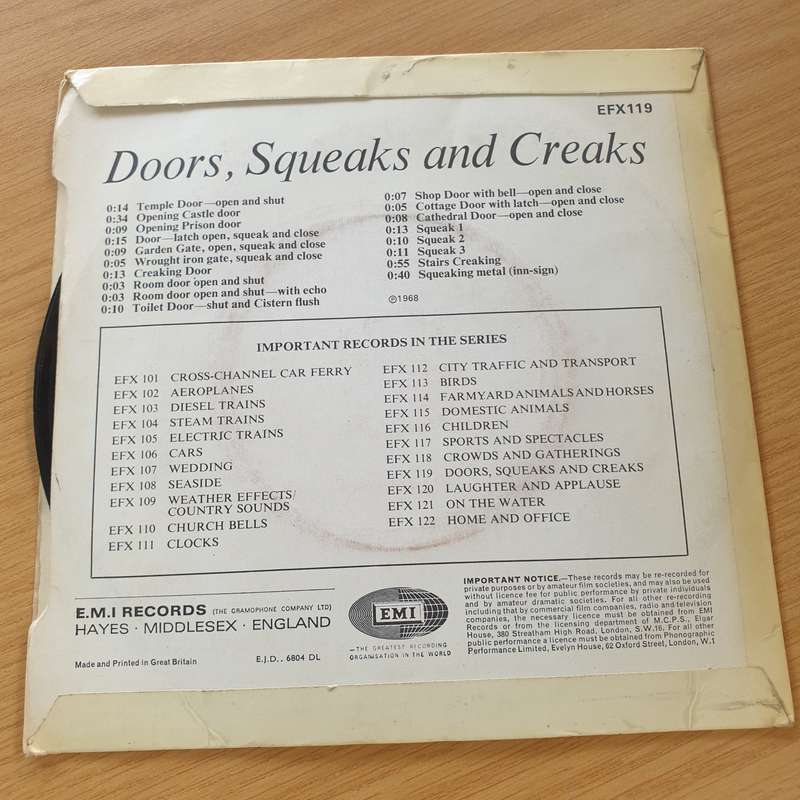 EFX119
Doors, Squeaks and Creaks
0:14 Temple Door—open and shut
0:34 Opening Castle door
0:09 Opening Prison door
0:15 Door—latch open, squeak and close
0:09 Garden Gate, open, squeak and close
0:05 Wrought iron gate, squeak and close
0:13 Creaking Door
0:03 Room door open and shut
0:03 Room door open and shut—with echo
0:10 Toilet Door—shut and Cistern flush
0:07 Shop Door with bell—open and close
0:05 Cottage Door with latch—open and close
0:08 Cathedral Door—open and close
0:13 Squeak 1
0:10 Squeak 2
0:11 Squeak 3
0:55 Stairs Creaking
0:40 Squeaking metal (inn-sign)
℗1968
IMPORTANT RECORDS IN THE SERIES
EFX 101 CROSS-CHANNEL CAR FERRY
EFX 102 AEROPLANES
EFX 103 DIESEL TRAINS
EFX 104 STEAM TRAINS
EFX 105 ELECTRIC TRAINS
EFX 106 CARS
EFX 107 WEDDING
EFX 108 SEASIDE
EFX 109 WEATHER EFFECTS/
COUNTRY SOUNDS
EFX 110 CHURCH BELLS
EFX 111 CLOCKS
EFX 112 CITY TRAFFIC AND TRANSPORT
EFX 113 BIRDS
EFX 114 FARMYARD ANIMALS AND HORSES
EFX 115 DOMESTIC ANIMALS
EFX 116 CHILDREN
EFX 117 SPORTS AND SPECTACLES
EFX 118 CROWDS AND GATHERINGS
EFX 119 DOORS, SQUEAKS AND CREAKS
EFX 120 LAUGHTER AND APPLAUSE
EFX 121 ON THE WATER
EFX 122 HOME AND OFFICE
E.M.I RECORDS (THE GRAMOPHONE COMPANY LTD)
HAYES · MIDDLESEX · ENGLAND
Made and Printed in Great Britain
E.J.D.. 6804 DL
EMI
—THE GREATEST RECORDING
ORGANISATION IN THE WORLD
IMPORTANT NOTICE.—These records may be re-recorded for
private purposes or by amateur film societies, and may also be used
without licence fee for public performance by private individuals
and by amateur dramatic societies. For all other re-recording
including that by commercial film companies, radio and television
companies, the necessary licence must be obtained from EMI
Records or from the licensing department of M.C.P.S., Elgar
House, 380 Streatham High Road, London, S.W.16. For all other
public performance a licence must be obtained from Phonographic
Performance Limited, Evelyn House, 62 Oxford Street, London, W.1